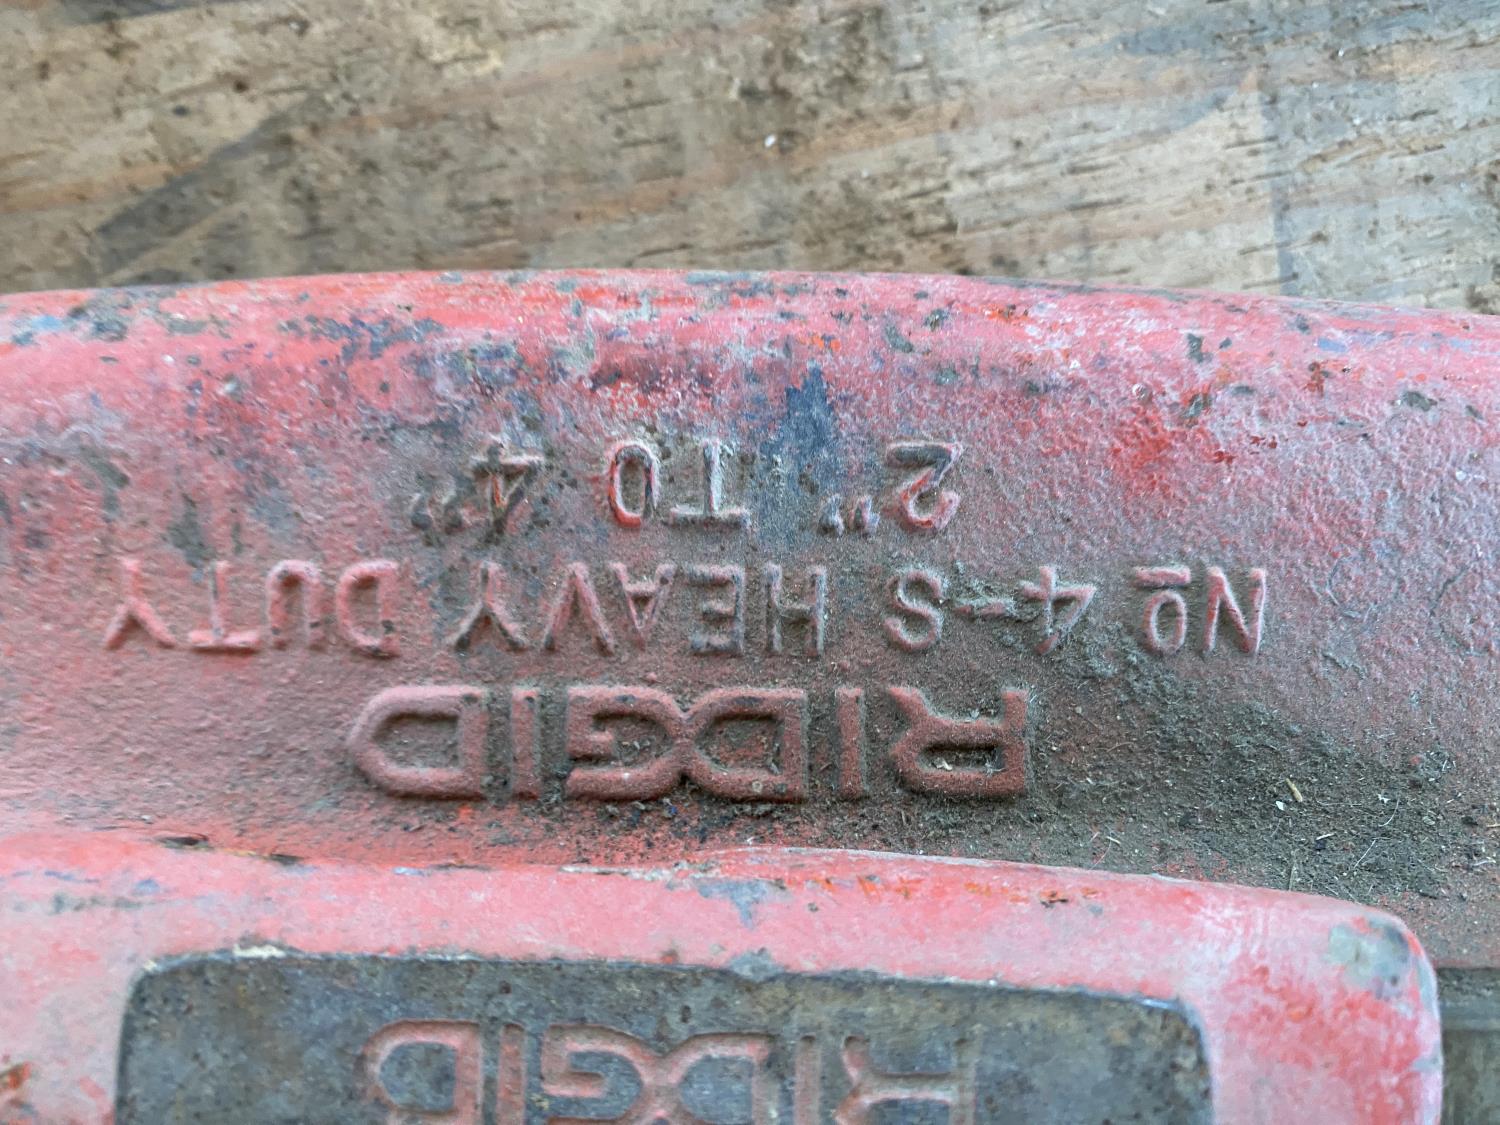 RIDGID
RIDGID
Nº 4-S HEAVY DUTY
2" TO 4"